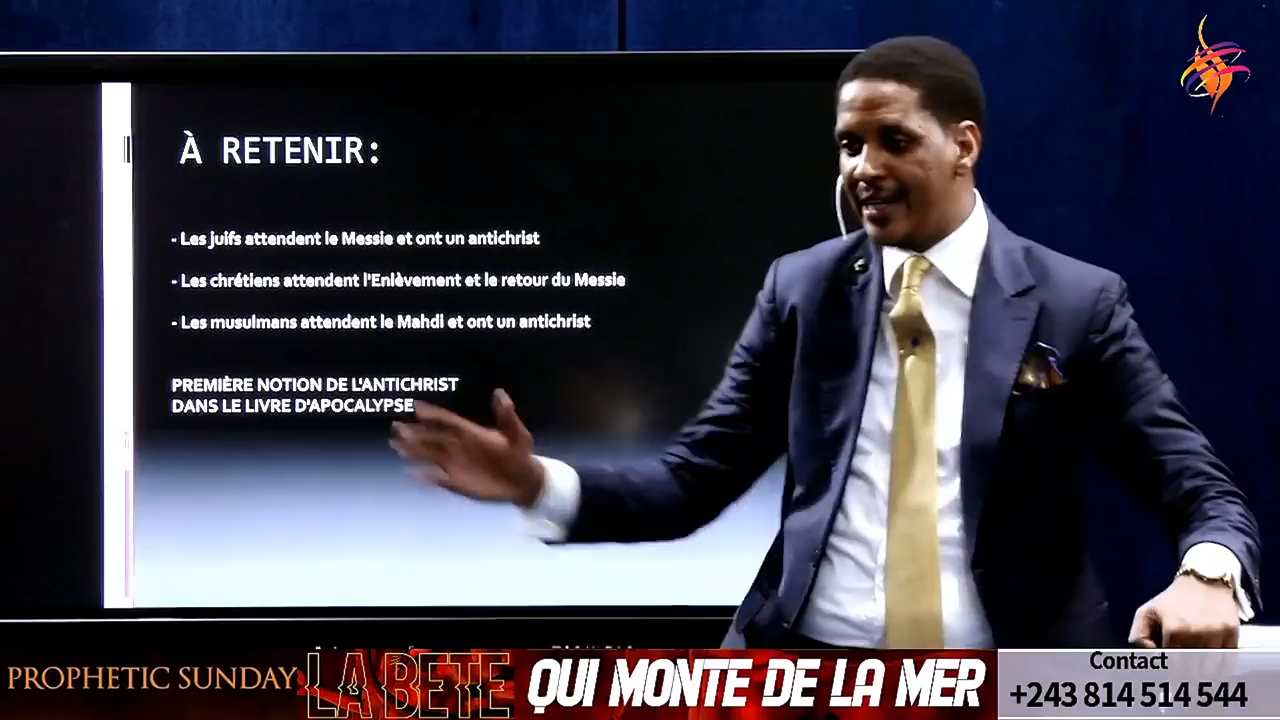 À RETENIR:
- Les juifs attendent le Messie et ont un antichrist
- Les chrétiens attendent l'Enlèvement et le retour du Messie
- Les musulmans attendent le Mahdi et ont un antichrist
PREMIÈRE NOTION DE L'ANTICHRIST
DANS LE LIVRE D'APOCALYPSE
PROPHETIC SUNDAY LA BETE QUI MONTE DE LA MER
Contact
+243 814 514 544